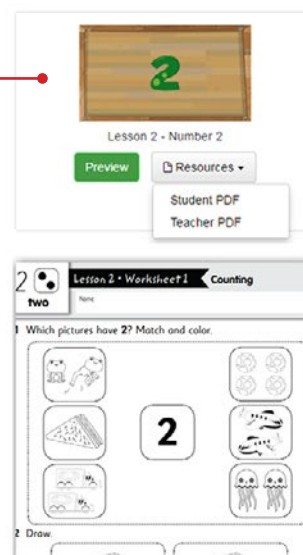 2
Lesson 2 - Number 2
Preview
Resources
Student PDF
Teacher PDF
2
two
Lesson 2 • Worksheet 1
Counting
Name
1 Which pictures have 2? Match and color.
2
2 Draw.